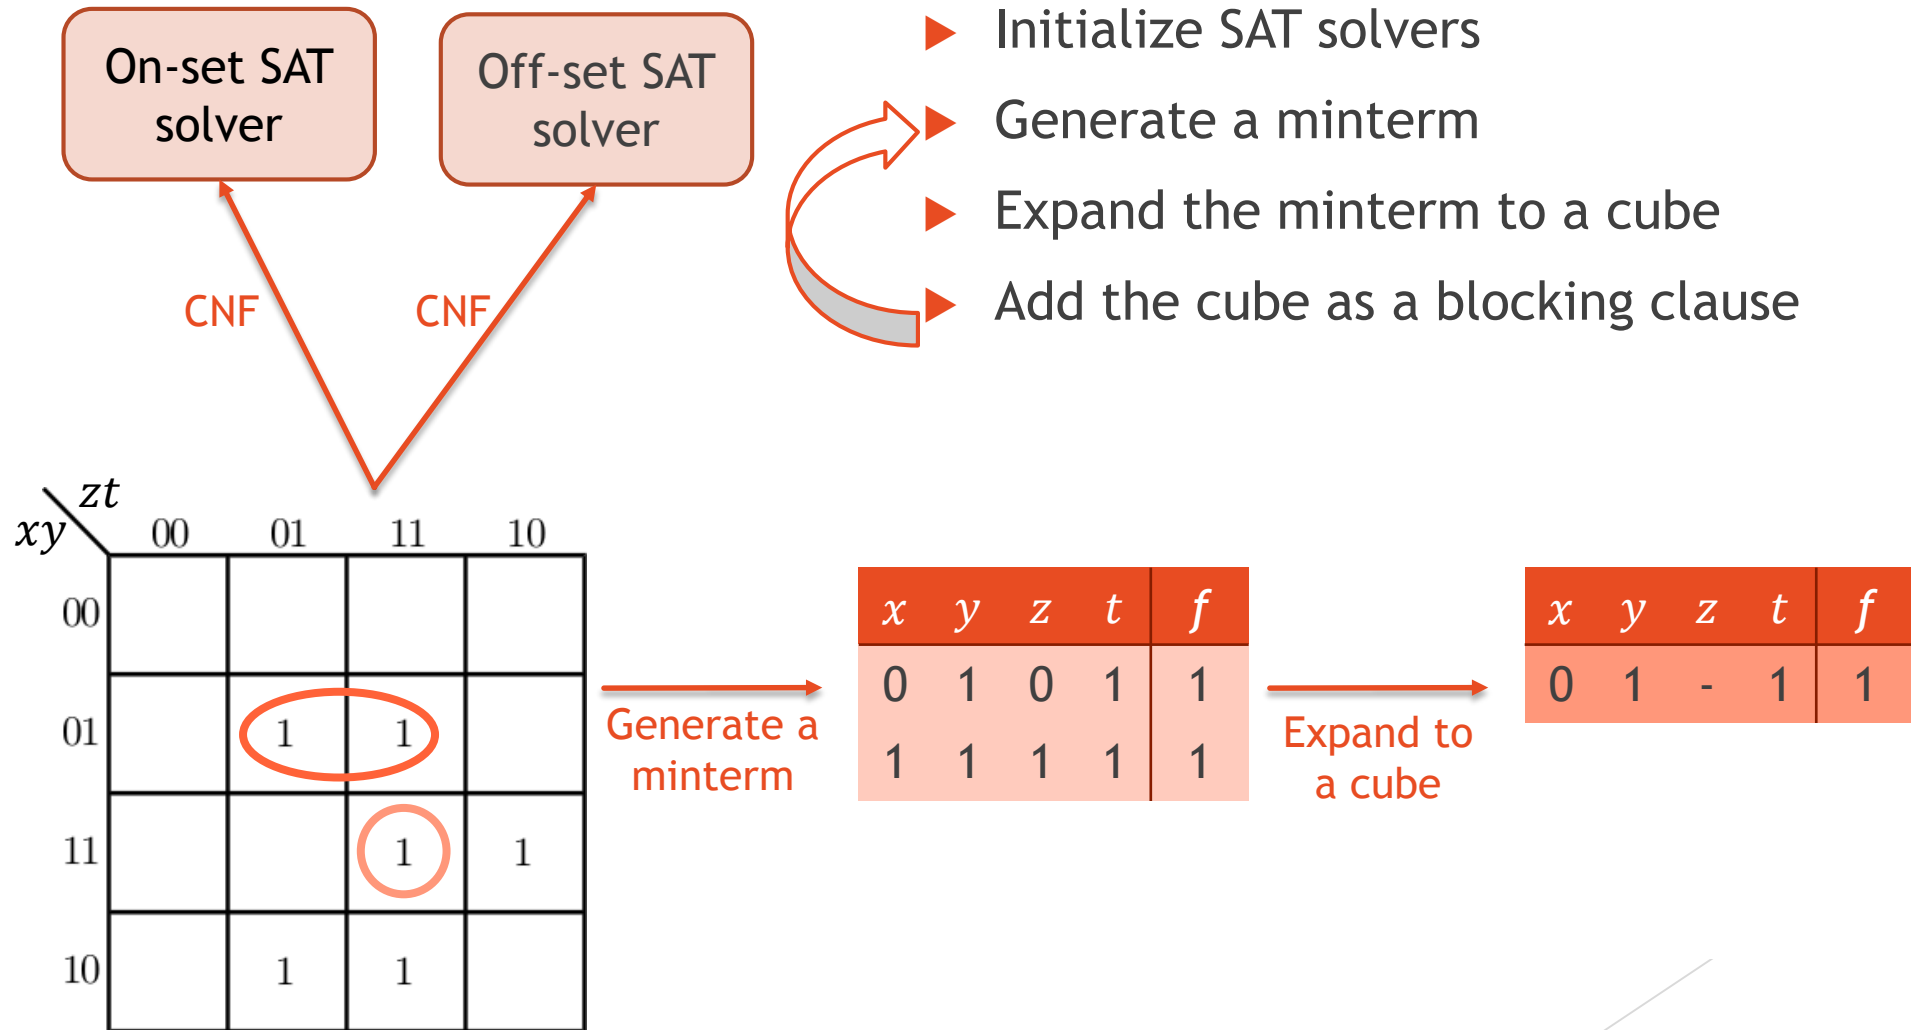 On-set SAT
solver
Off-set SAT
solver
Initialize SAT solvers
Generate a minterm
Expand the minterm to a cube
Add the cube as a blocking clause
CNF
CNF
zt
xy
00 01 11 10
00
01 1 1
11 1 1
10 1 1
Generate a
minterm
x y z t f
0 1 0 1 1
1 1 1 1 1
Expand to
a cube
x y z t f
0 1 - 1 1